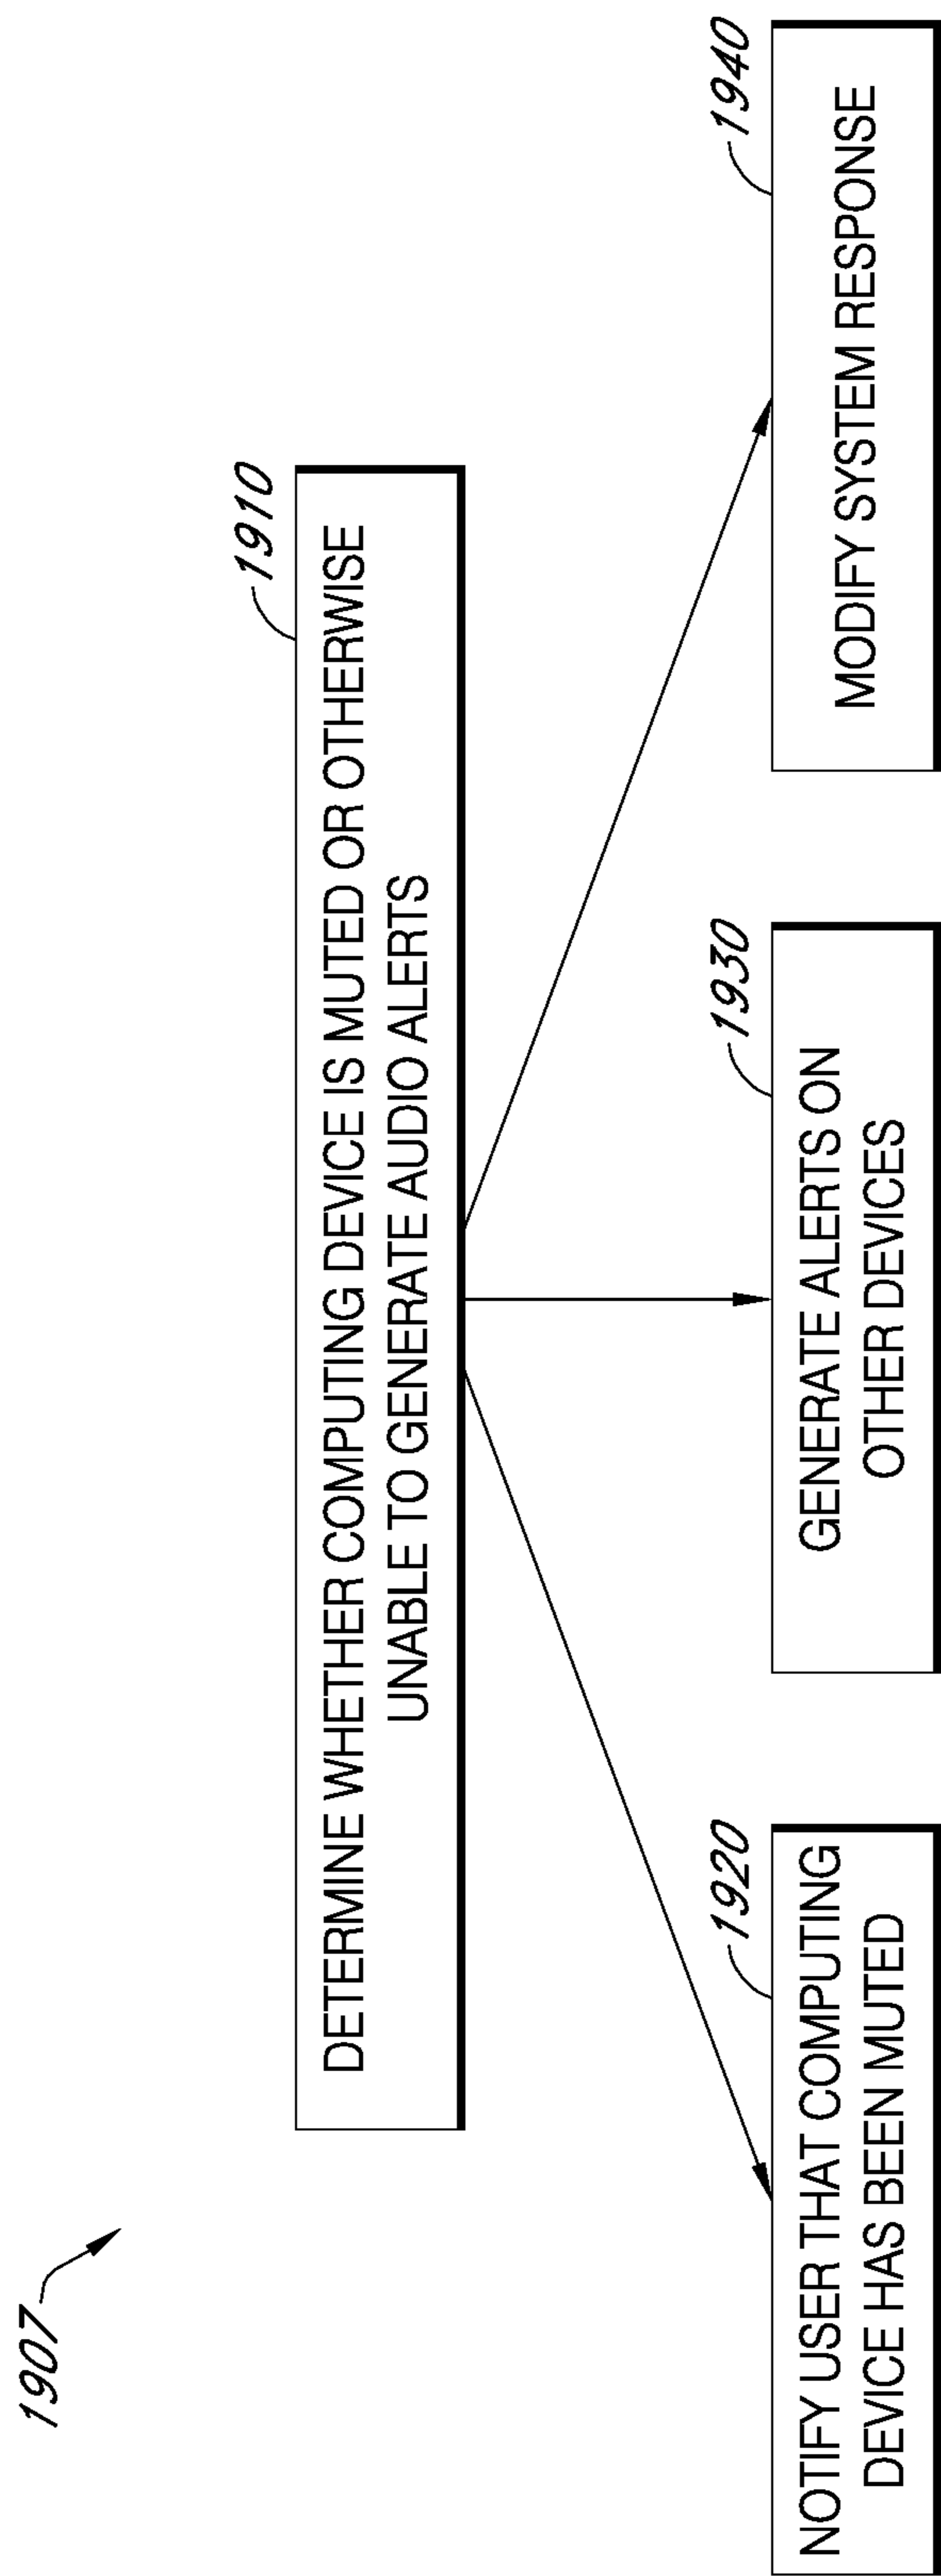 1907
1910
DETERMINE WHETHER COMPUTING DEVICE IS MUTED OR OTHERWISE
UNABLE TO GENERATE AUDIO ALERTS
1920
NOTIFY USER THAT COMPUTING
DEVICE HAS BEEN MUTED
1930
GENERATE ALERTS ON
OTHER DEVICES
1940
MODIFY SYSTEM RESPONSE